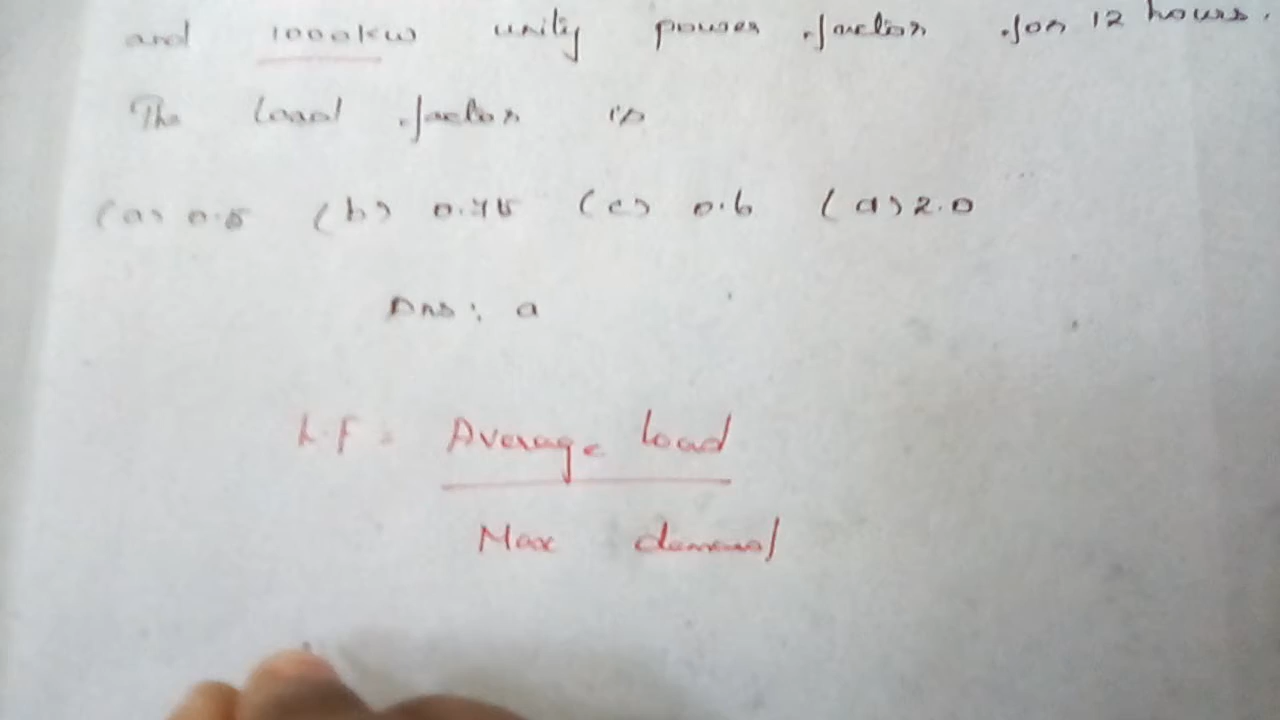 and 1000kw unity power factor for 12 hours.
The load factor is
(a) 0.5 (b) 0.75 (c) 0.6 (d) 2.0
Ans: a
L.F = Average load
Max demand